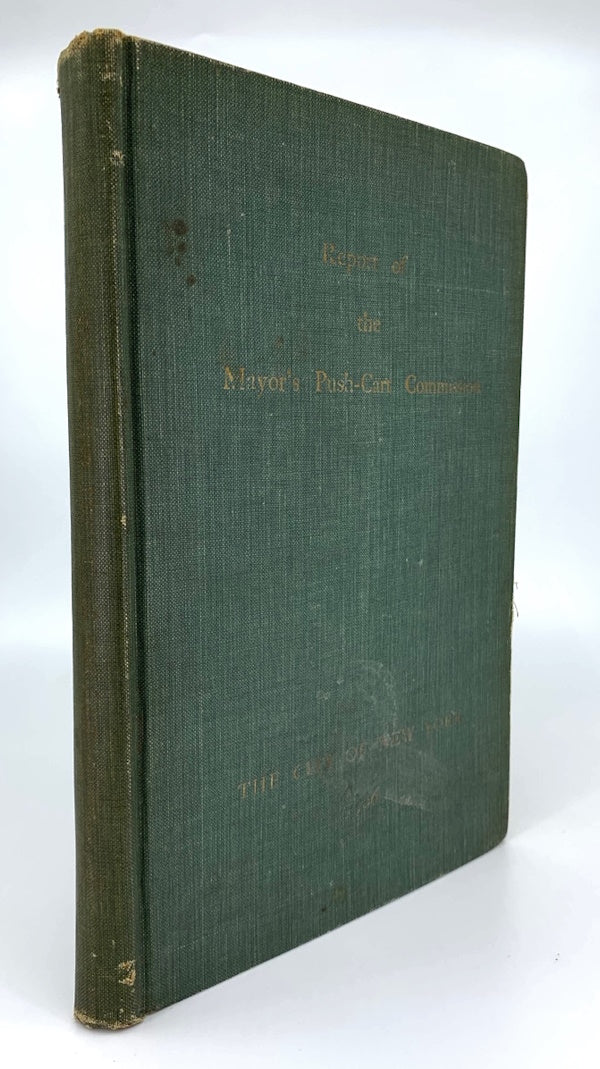 Report of
the
Mayor's Push-Cart Commission
THE CITY OF NEW YORK